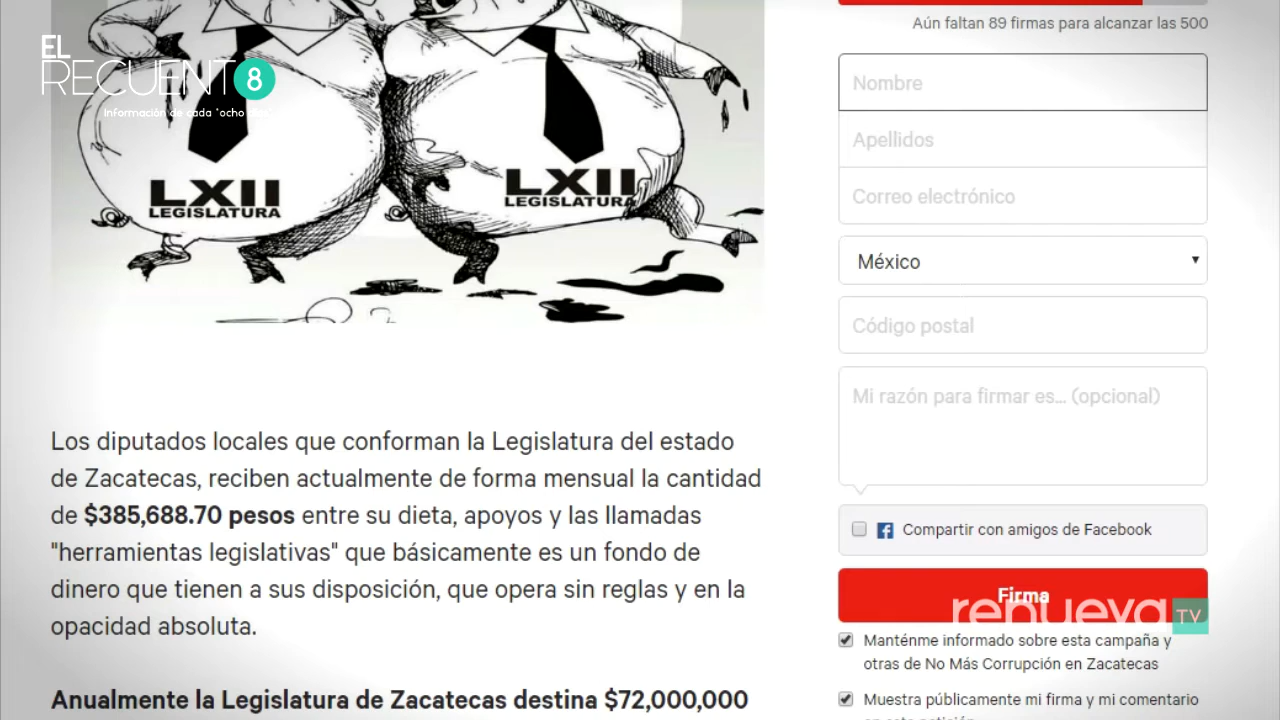 EL
RECUENT8
Información de cada 'ocho
LXII
LEGISLATURA
LXII
LEGISLATURA
Los diputados locales que conforman la Legislatura del estado
de Zacatecas, reciben actualmente de forma mensual la cantidad
de $385,688.70 pesos entre su dieta, apoyos y las llamadas
"herramientas legislativas" que básicamente es un fondo de
dinero que tienen a sus disposición, que opera sin reglas y en la
opacidad absoluta.
Anualmente la Legislatura de Zacatecas destina $72,000,000
Aún faltan 89 firmas para alcanzar las 500
Nombre
Apellidos
Correo electrónico
México
Código postal
Mi razón para firmar es... (opcional)
Compartir con amigos de Facebook
Firma
renueva TV
Manténme informado sobre esta campaña y
otras de No Más Corrupción en Zacatecas
Muestra públicamente mi firma y mi comentario